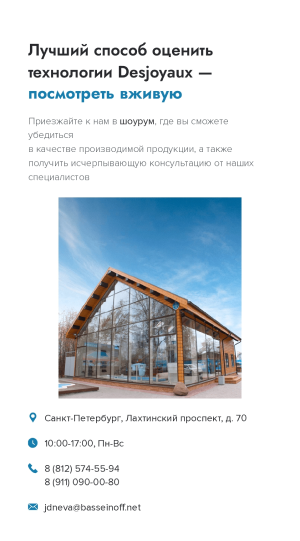 Лучший способ оценить
технологии Desjoyaux —
посмотреть вживую
Приезжайте к нам в шоурум, где вы сможете
убедиться
в качестве производимой продукции, а также
получить исчерпывающую консультацию от наших
специалистов
Санкт-Петербург, Лахтинский проспект, д. 70
10:00-17:00, Пн-Вс
8 (812) 574-55-94
8 (911) 090-00-80
jdneva@basseinoff.net